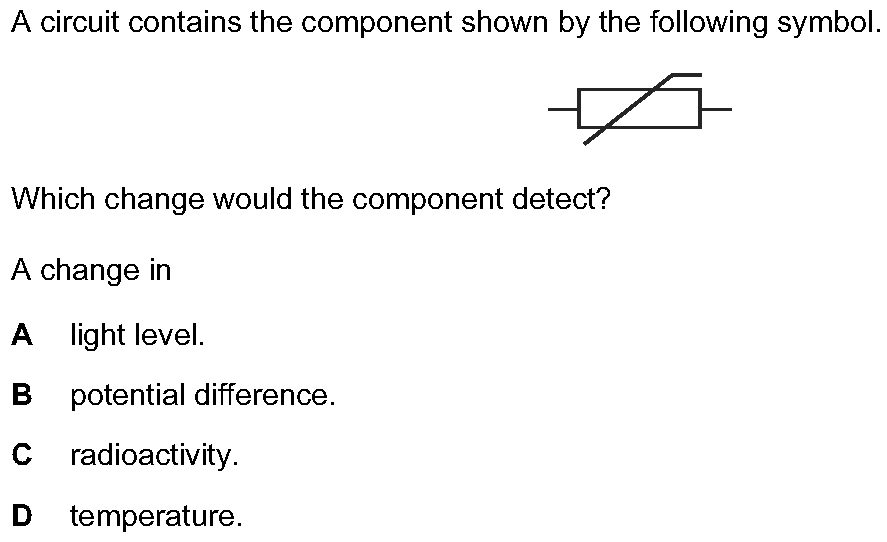 A circuit contains the component shown by the following symbol.
Which change would the component detect?
A change in
A light level.
B potential difference.
C radioactivity.
D temperature.